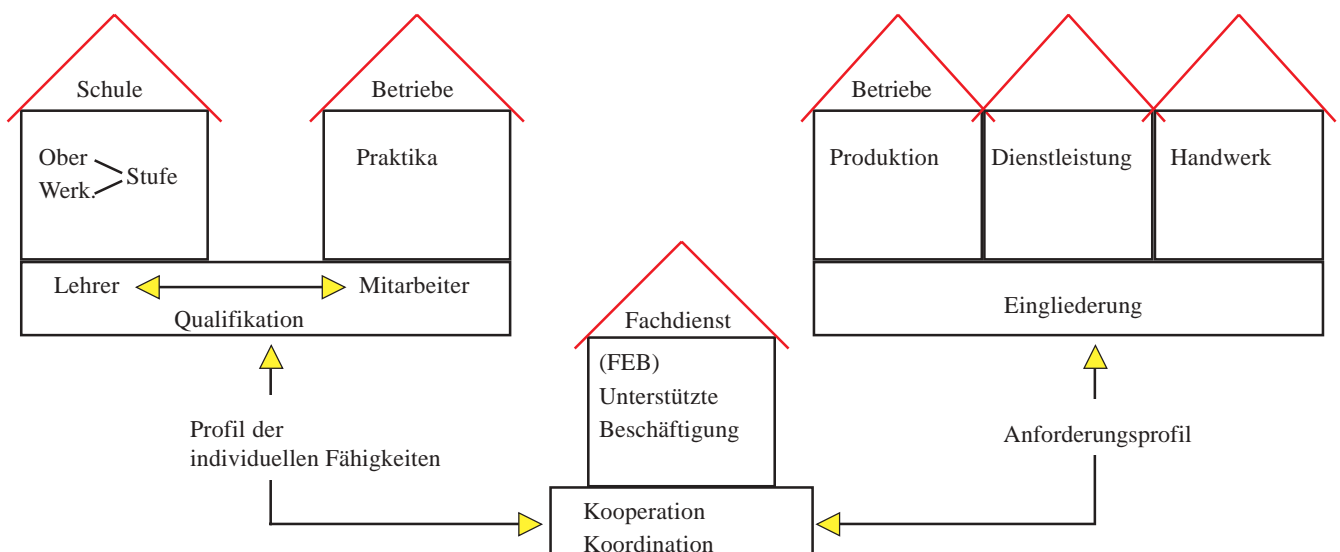 Schule
Betriebe
Ober
Werk.
Stufe
Praktika
Lehrer
Mitarbeiter
Qualifikation
Betriebe
Produktion
Dienstleistung
Handwerk
Eingliederung
Fachdienst
(FEB)
Unterstützte
Beschäftigung
Profil der
individuellen Fähigkeiten
Anforderungsprofil
Kooperation
Koordination